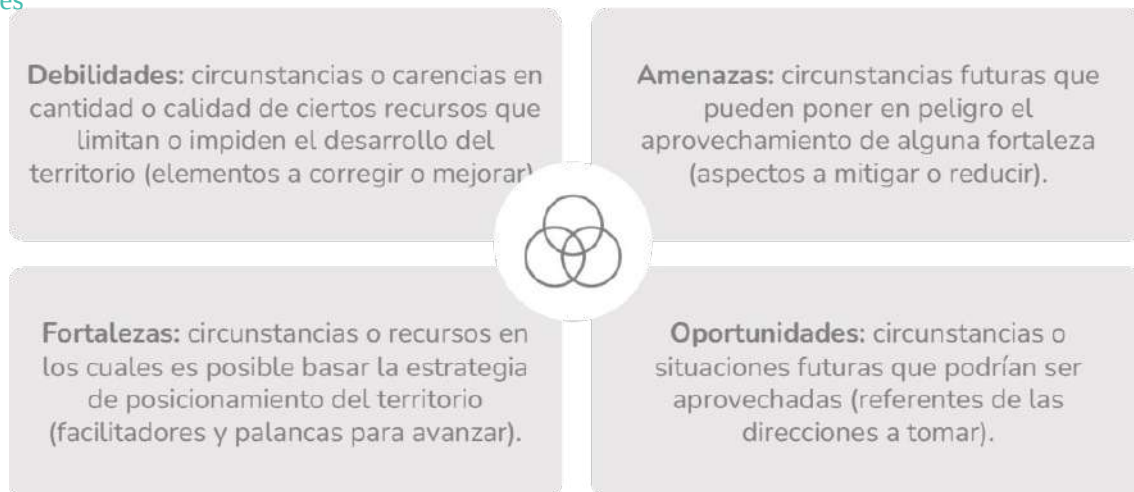 es
Debilidades: circunstancias o carencias en
cantidad o calidad de ciertos recursos que
limitan o impiden el desarrollo del
territorio (elementos a corregir o mejorar)
Amenazas: circunstancias futuras que
pueden poner en peligro el
aprovechamiento de alguna fortaleza
(aspectos a mitigar o reducir).
Fortalezas: circunstancias o recursos en
los cuales es posible basar la estrategia
de posicionamiento del territorio
(facilitadores y palancas para avanzar).
Oportunidades: circunstancias o
situaciones futuras que podrían ser
aprovechadas (referentes de las
direcciones a tomar).